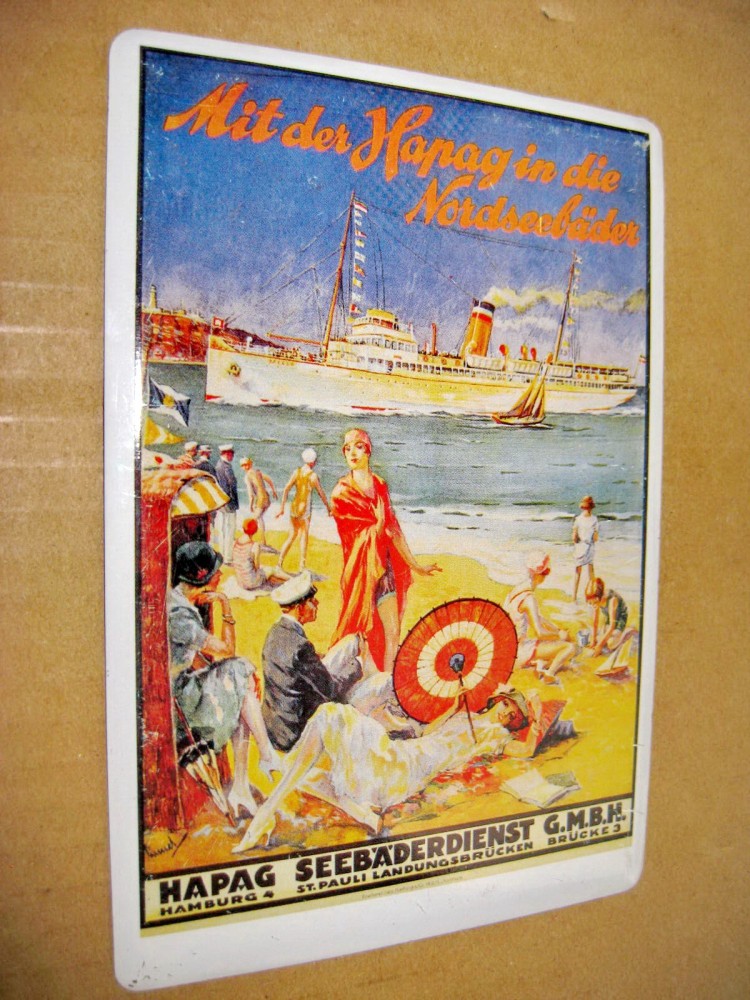 Mit der Hapag in die
Nordseebäder
HAPAG SEEBÄDERDIENST G.M.B.H.
HAMBURG 4 ST. PAULI LANDUNGSBRÜCKEN BRÜCKE 3